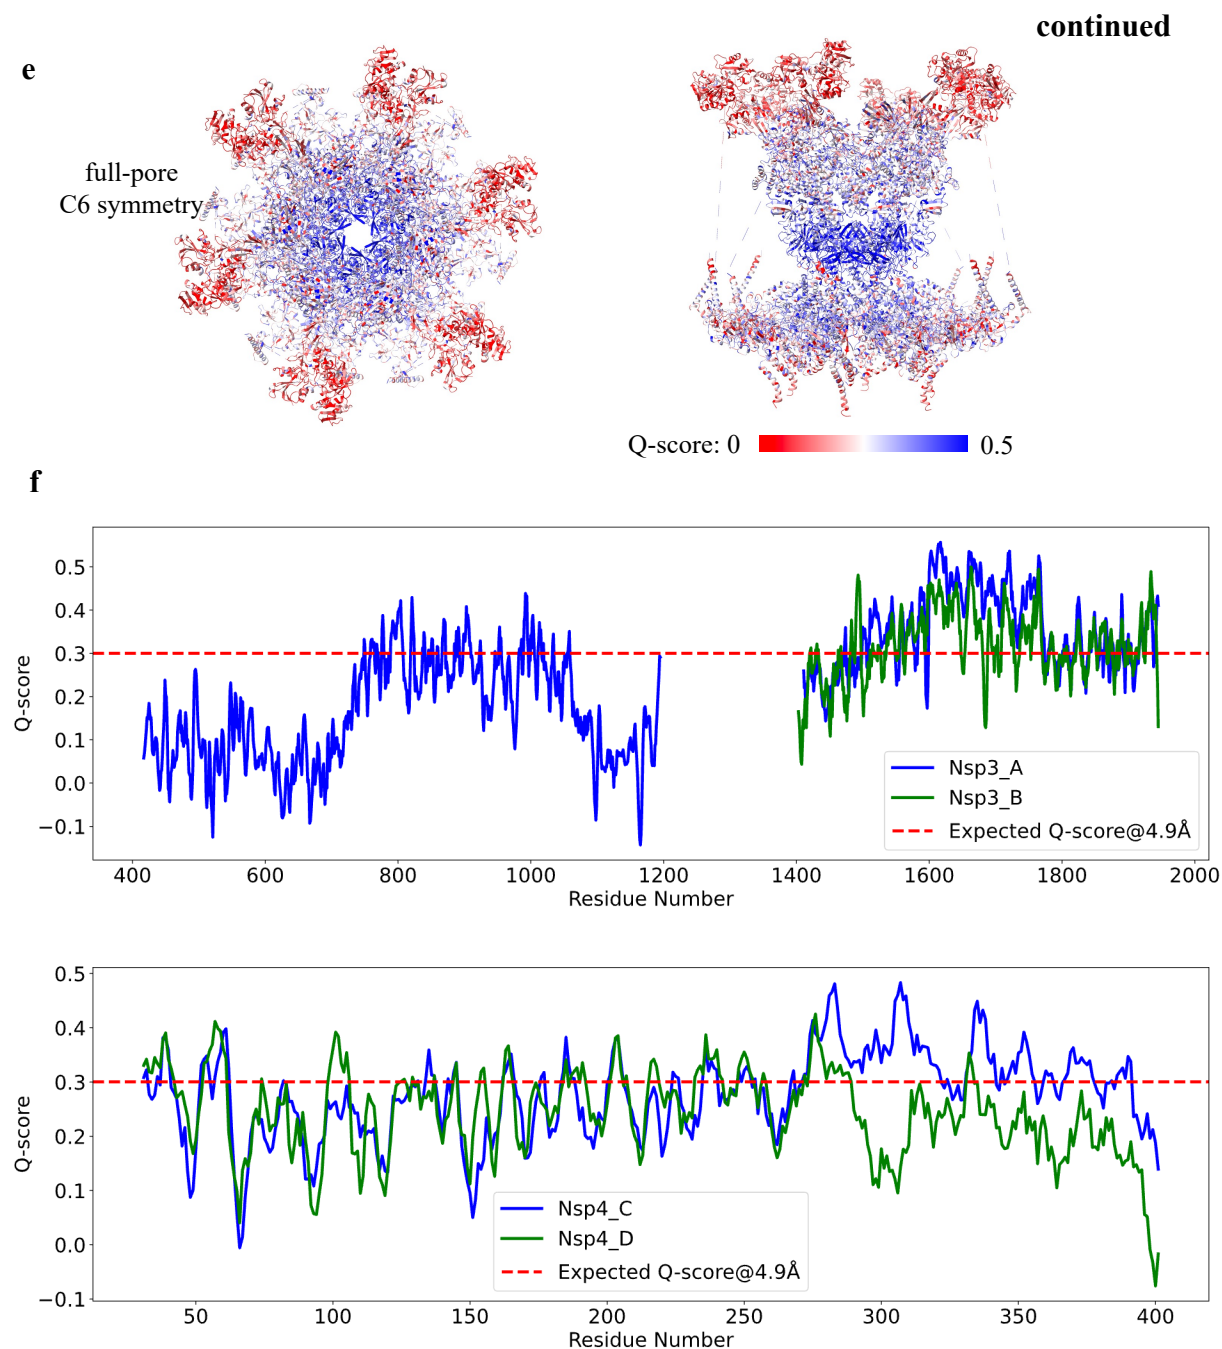 continued
e
full-pore
C6 symmetry
Q-score: 0
0.5
f
Q-score
0.5
0.4
0.3
0.2
0.1
0.0
−0.1
Nsp3_A
Nsp3_B
Expected Q-score@4.9Å
400 600 800 1000 1200 1400 1600 1800 2000
Residue Number
Q-score
0.5
0.4
0.3
0.2
0.1
0.0
−0.1
Nsp4_C
Nsp4_D
Expected Q-score@4.9Å
50 100 150 200 250 300 350 400
Residue Number